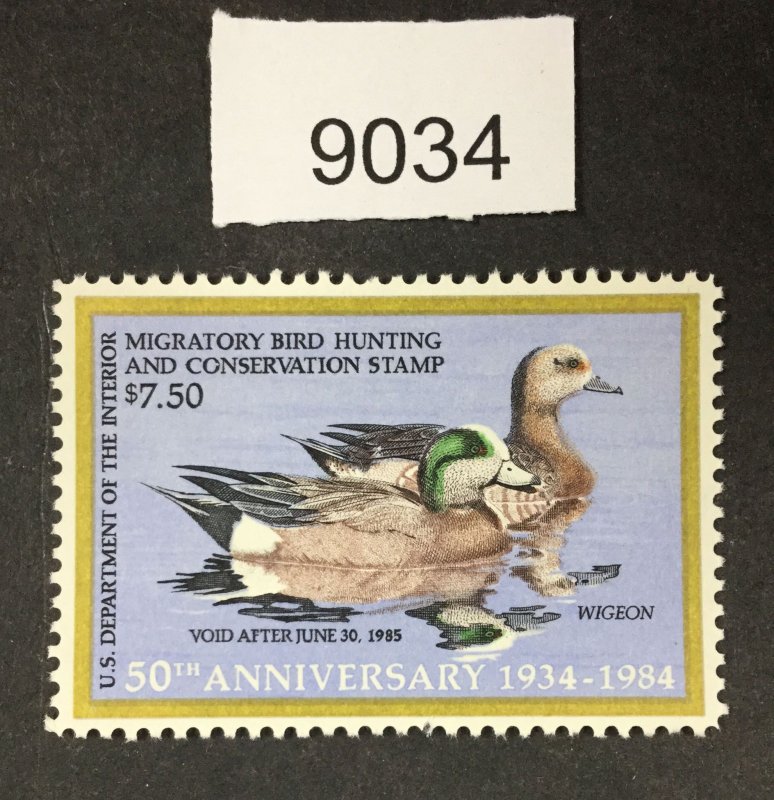 9034
MIGRATORY BIRD HUNTING
AND CONSERVATION STAMP
$7.50
U.S. DEPARTMENT OF THE INTERIOR
WIGEON
VOID AFTER JUNE 30, 1985
50TH ANNIVERSARY 1934-1984